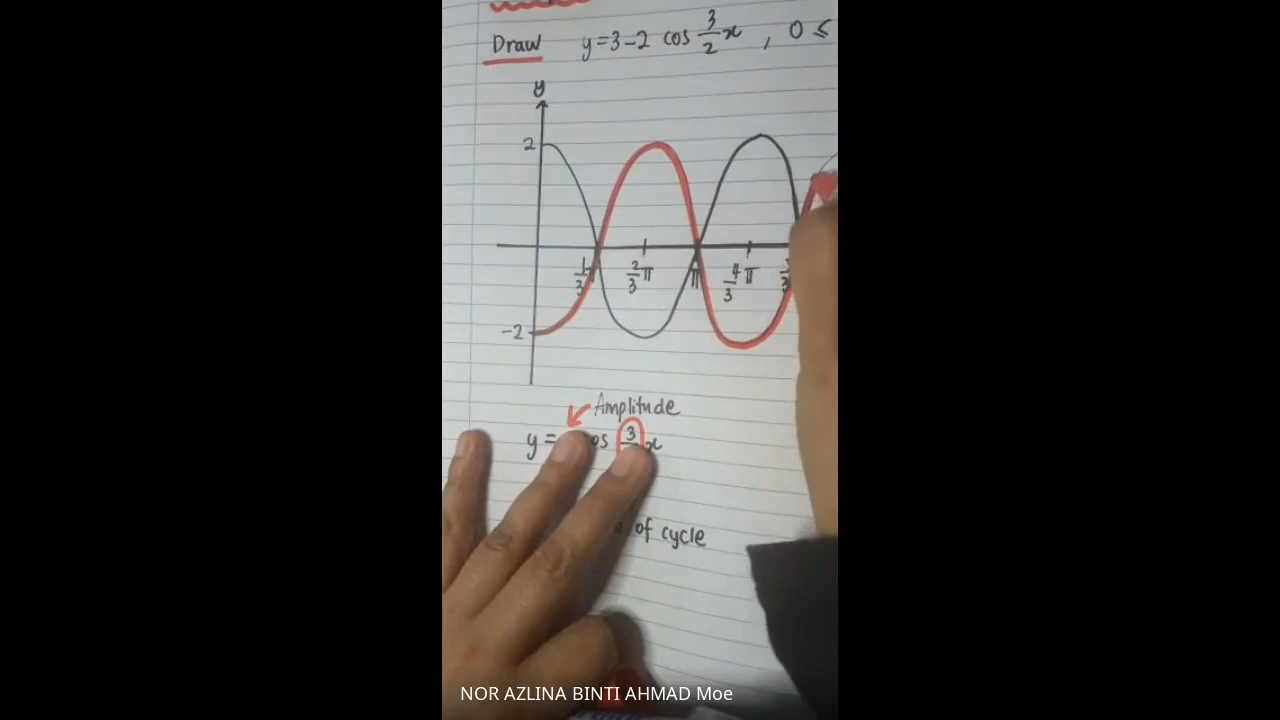 Draw y=3-2 cos 3/2 x , 0 ≤
y
2
1/3 2/3 π π 4/3 π
-2
Amplitude
y = cos 3 x
of cycle
NOR AZLINA BINTI AHMAD Moe